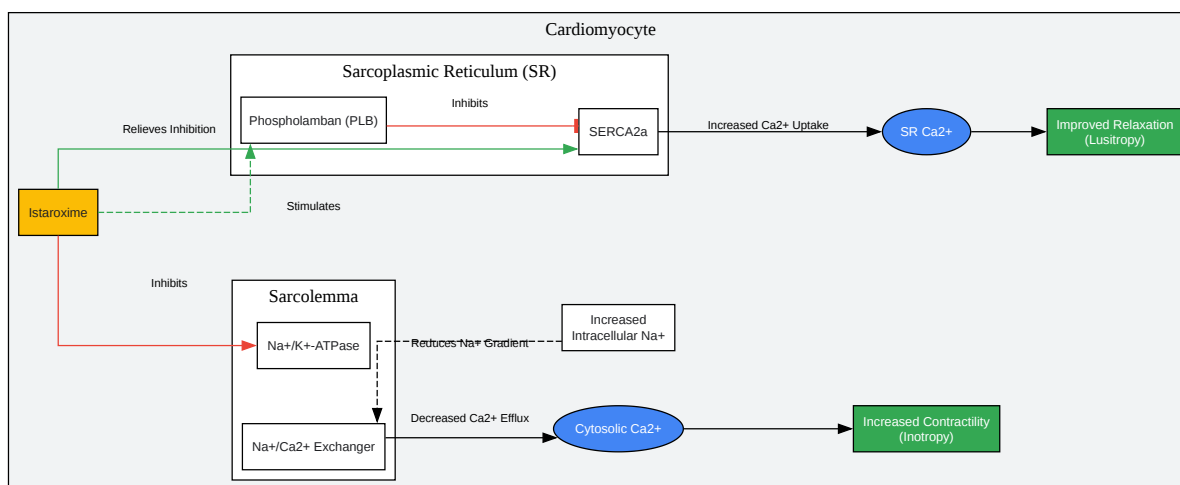 Cardiomyocyte
Sarcoplasmic Reticulum (SR)
Inhibits
Phospholamban (PLB)
Relieves Inhibition
SERCA2a
Increased Ca2+ Uptake
SR Ca2+
Improved Relaxation
(Lusitropy)
Istaroxime
Stimulates
Inhibits
Sarcolemma
Increased
Intracellular Na+
Na+/K+-ATPase
Reduces Na+ Gradient
Decreased Ca2+ Efflux
Na+/Ca2+ Exchanger
Cytosolic Ca2+
Increased Contractility
(Inotropy)